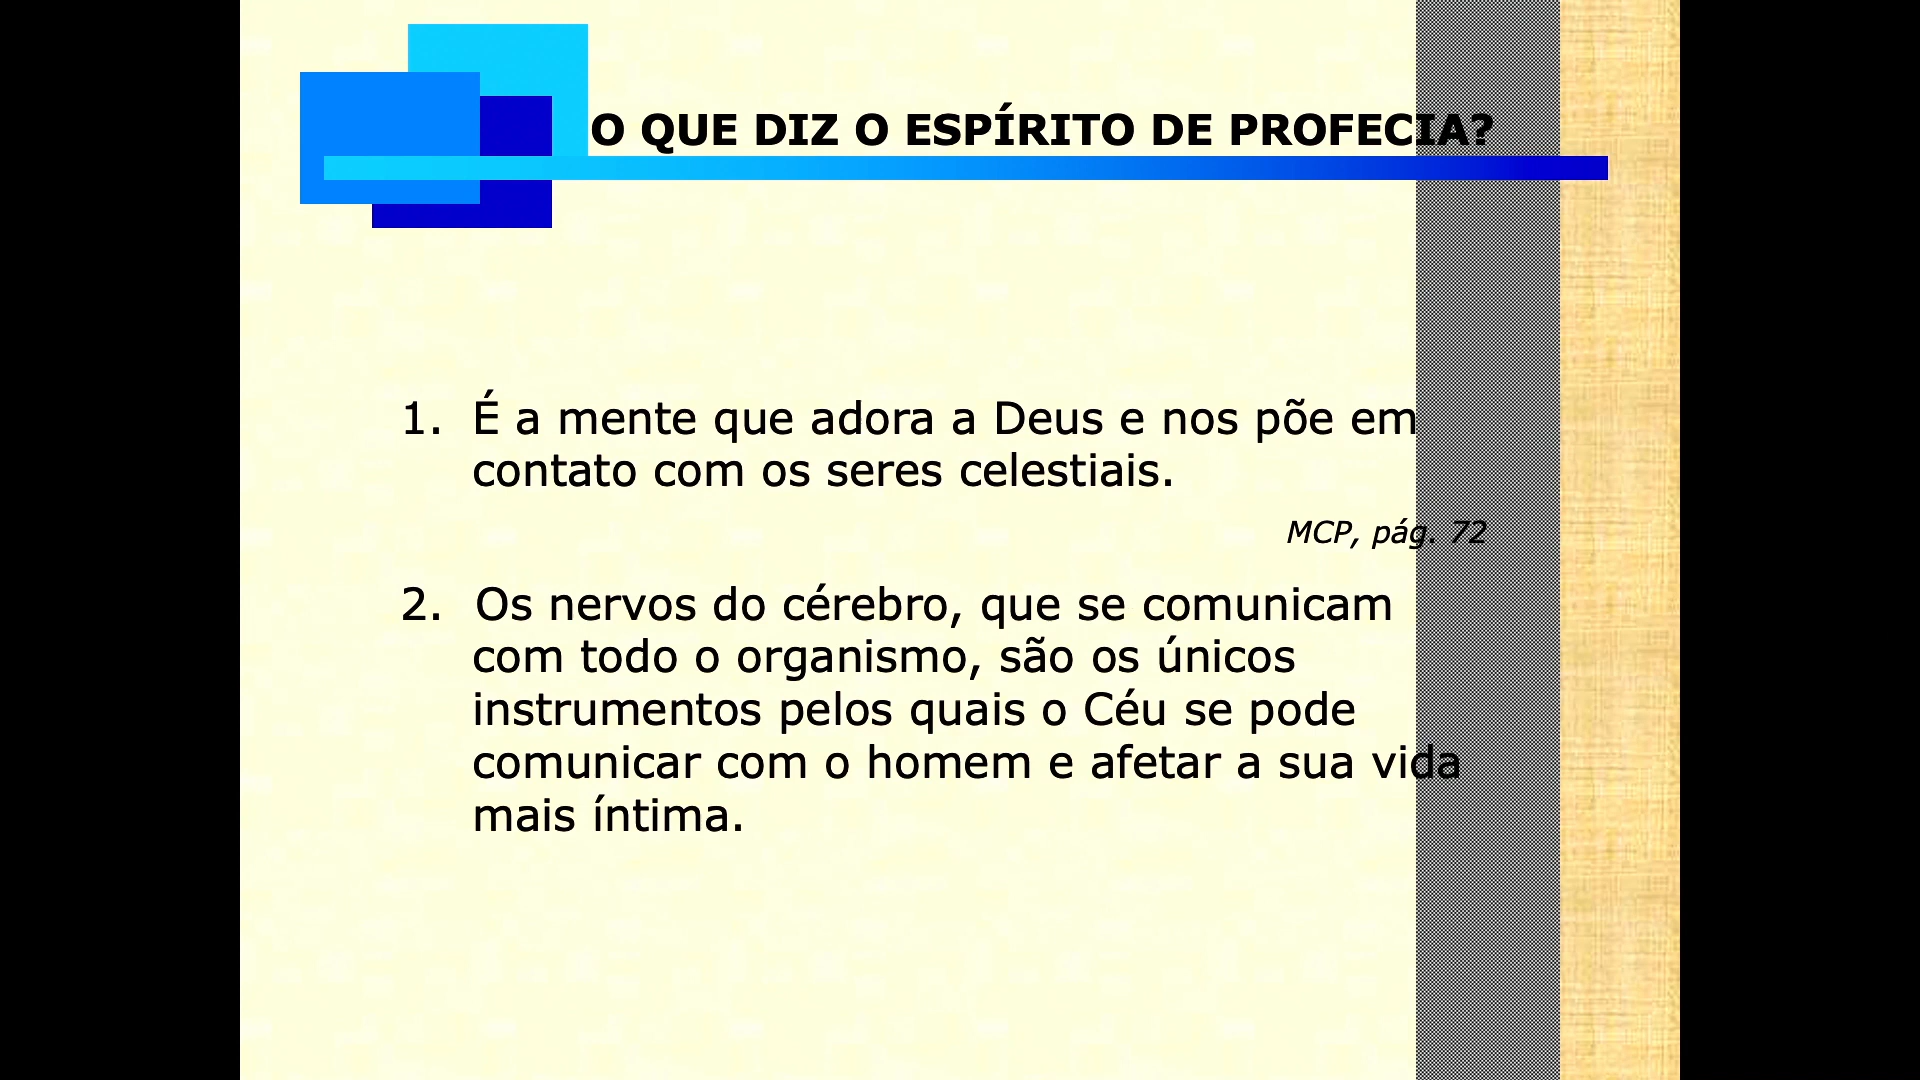 O QUE DIZ O ESPÍRITO DE PROFECIA?
1. É a mente que adora a Deus e nos põe em
contato com os seres celestiais.
MCP, pág. 72
2. Os nervos do cérebro, que se comunicam
com todo o organismo, são os únicos
instrumentos pelos quais o Céu se pode
comunicar com o homem e afetar a sua vida
mais íntima.